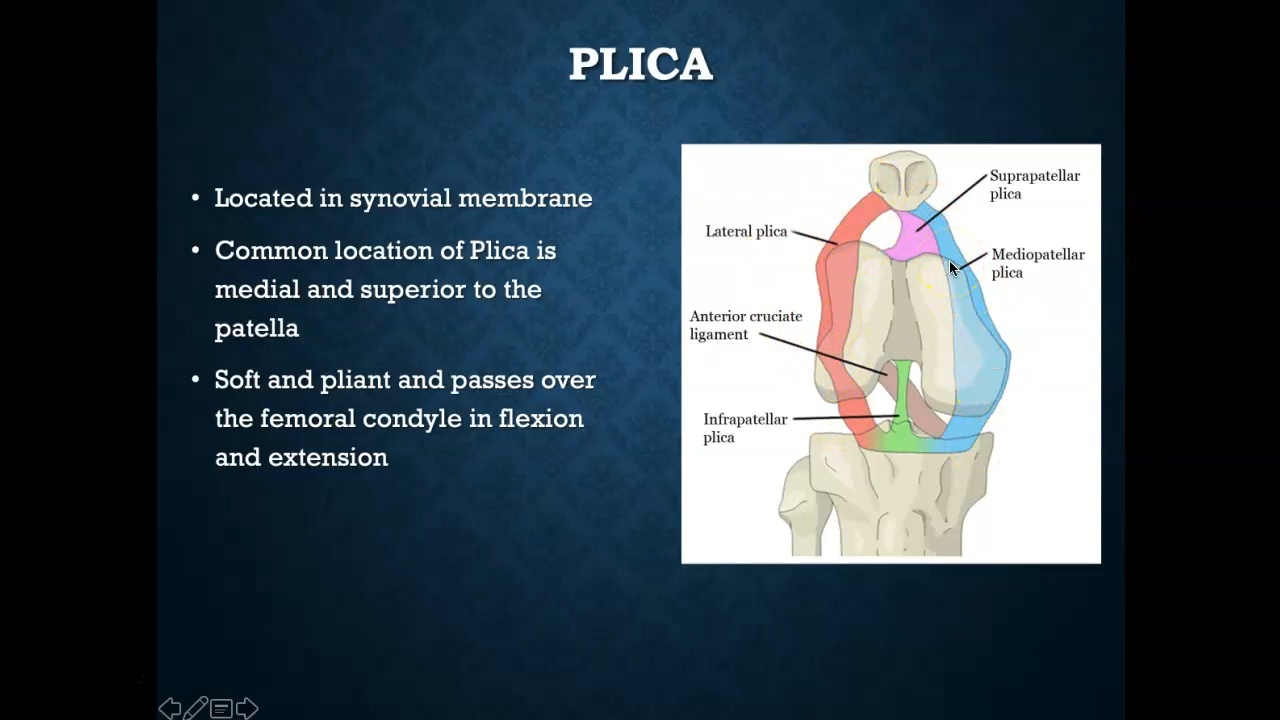 PLICA
• Located in synovial membrane
• Common location of Plica is
medial and superior to the
patella
• Soft and pliant and passes over
the femoral condyle in flexion
and extension
Suprapatellar
plica
Lateral plica
Mediopatellar
plica
Anterior cruciate
ligament
Infrapatellar
plica